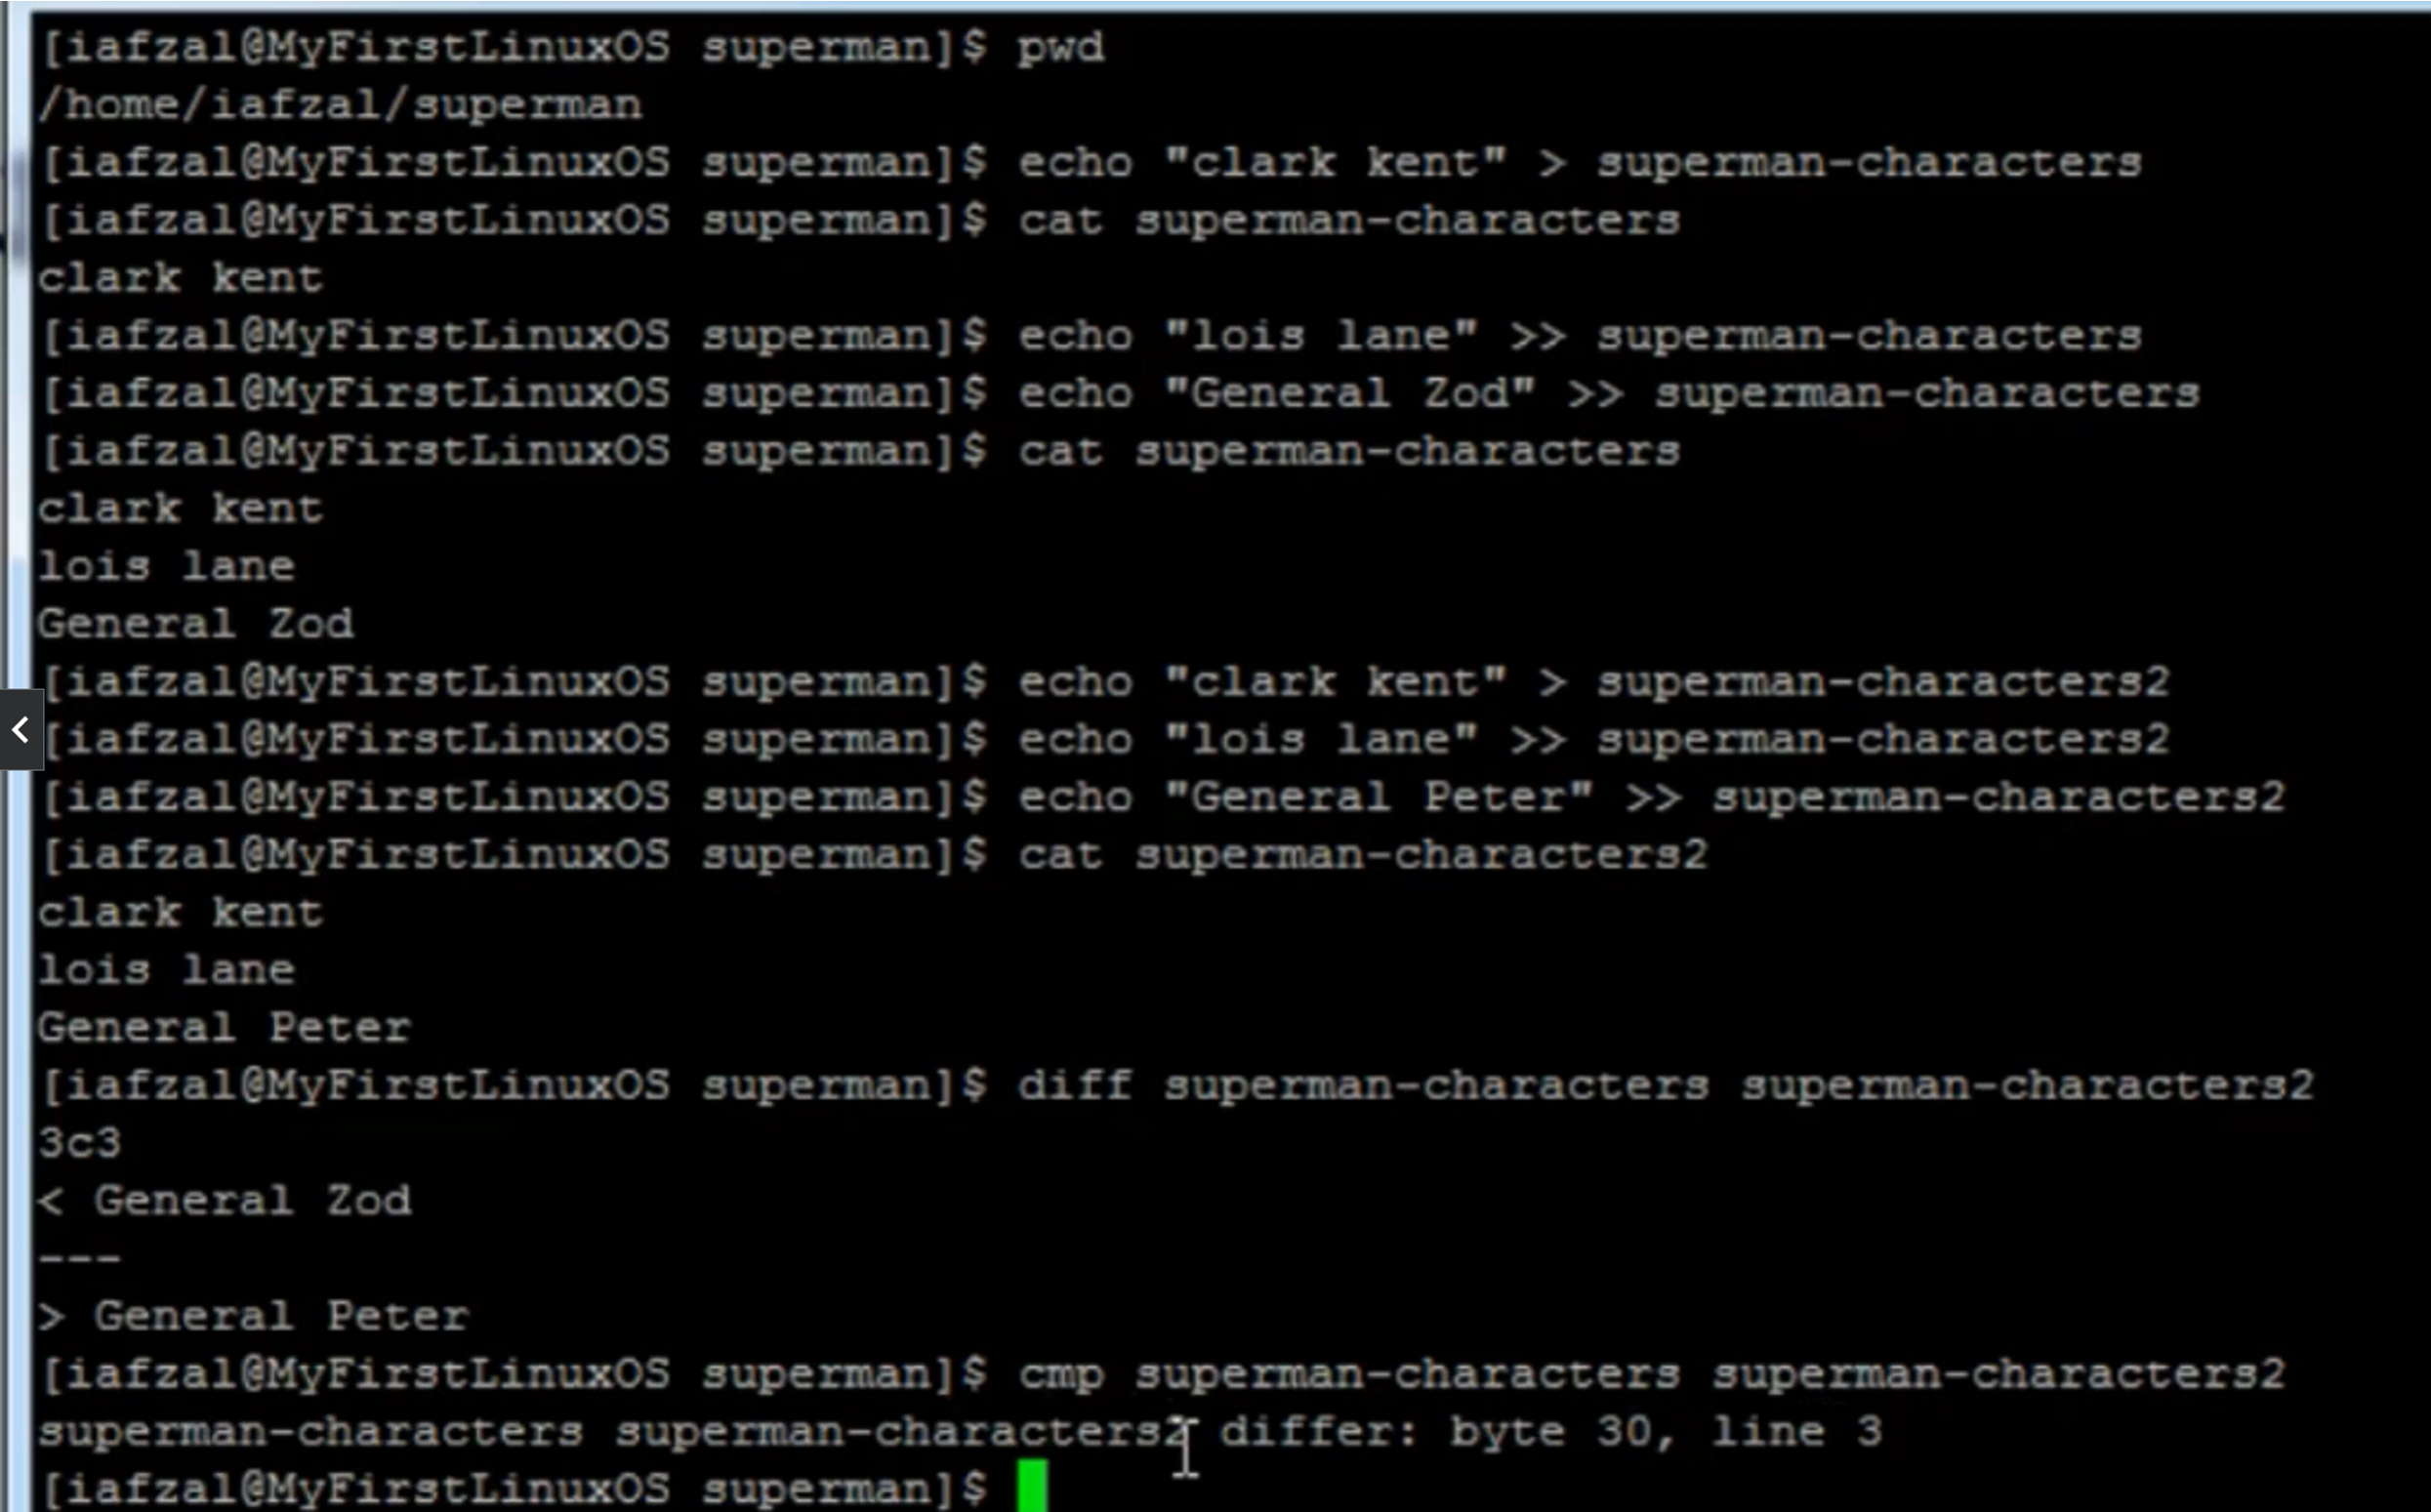 [iafzal@MyFirstLinuxOS superman]$ pwd
/home/iafzal/superman
[iafzal@MyFirstLinuxOS superman]$ echo "clark kent" > superman-characters
[iafzal@MyFirstLinuxOS superman]$ cat superman-characters
clark kent
[iafzal@MyFirstLinuxOS superman]$ echo "lois lane" >> superman-characters
[iafzal@MyFirstLinuxOS superman]$ echo "General Zod" >> superman-characters
[iafzal@MyFirstLinuxOS superman]$ cat superman-characters
clark kent
lois lane
General Zod
[iafzal@MyFirstLinuxOS superman]$ echo "clark kent" > superman-characters2
[iafzal@MyFirstLinuxOS superman]$ echo "lois lane" >> superman-characters2
[iafzal@MyFirstLinuxOS superman]$ echo "General Peter" >> superman-characters2
[iafzal@MyFirstLinuxOS superman]$ cat superman-characters2
clark kent
lois lane
General Peter
[iafzal@MyFirstLinuxOS superman]$ diff superman-characters superman-characters2
3c3
< General Zod
---
> General Peter
[iafzal@MyFirstLinuxOS superman]$ cmp superman-characters superman-characters2
superman-characters superman-characters2 differ: byte 30, line 3
[iafzal@MyFirstLinuxOS superman]$